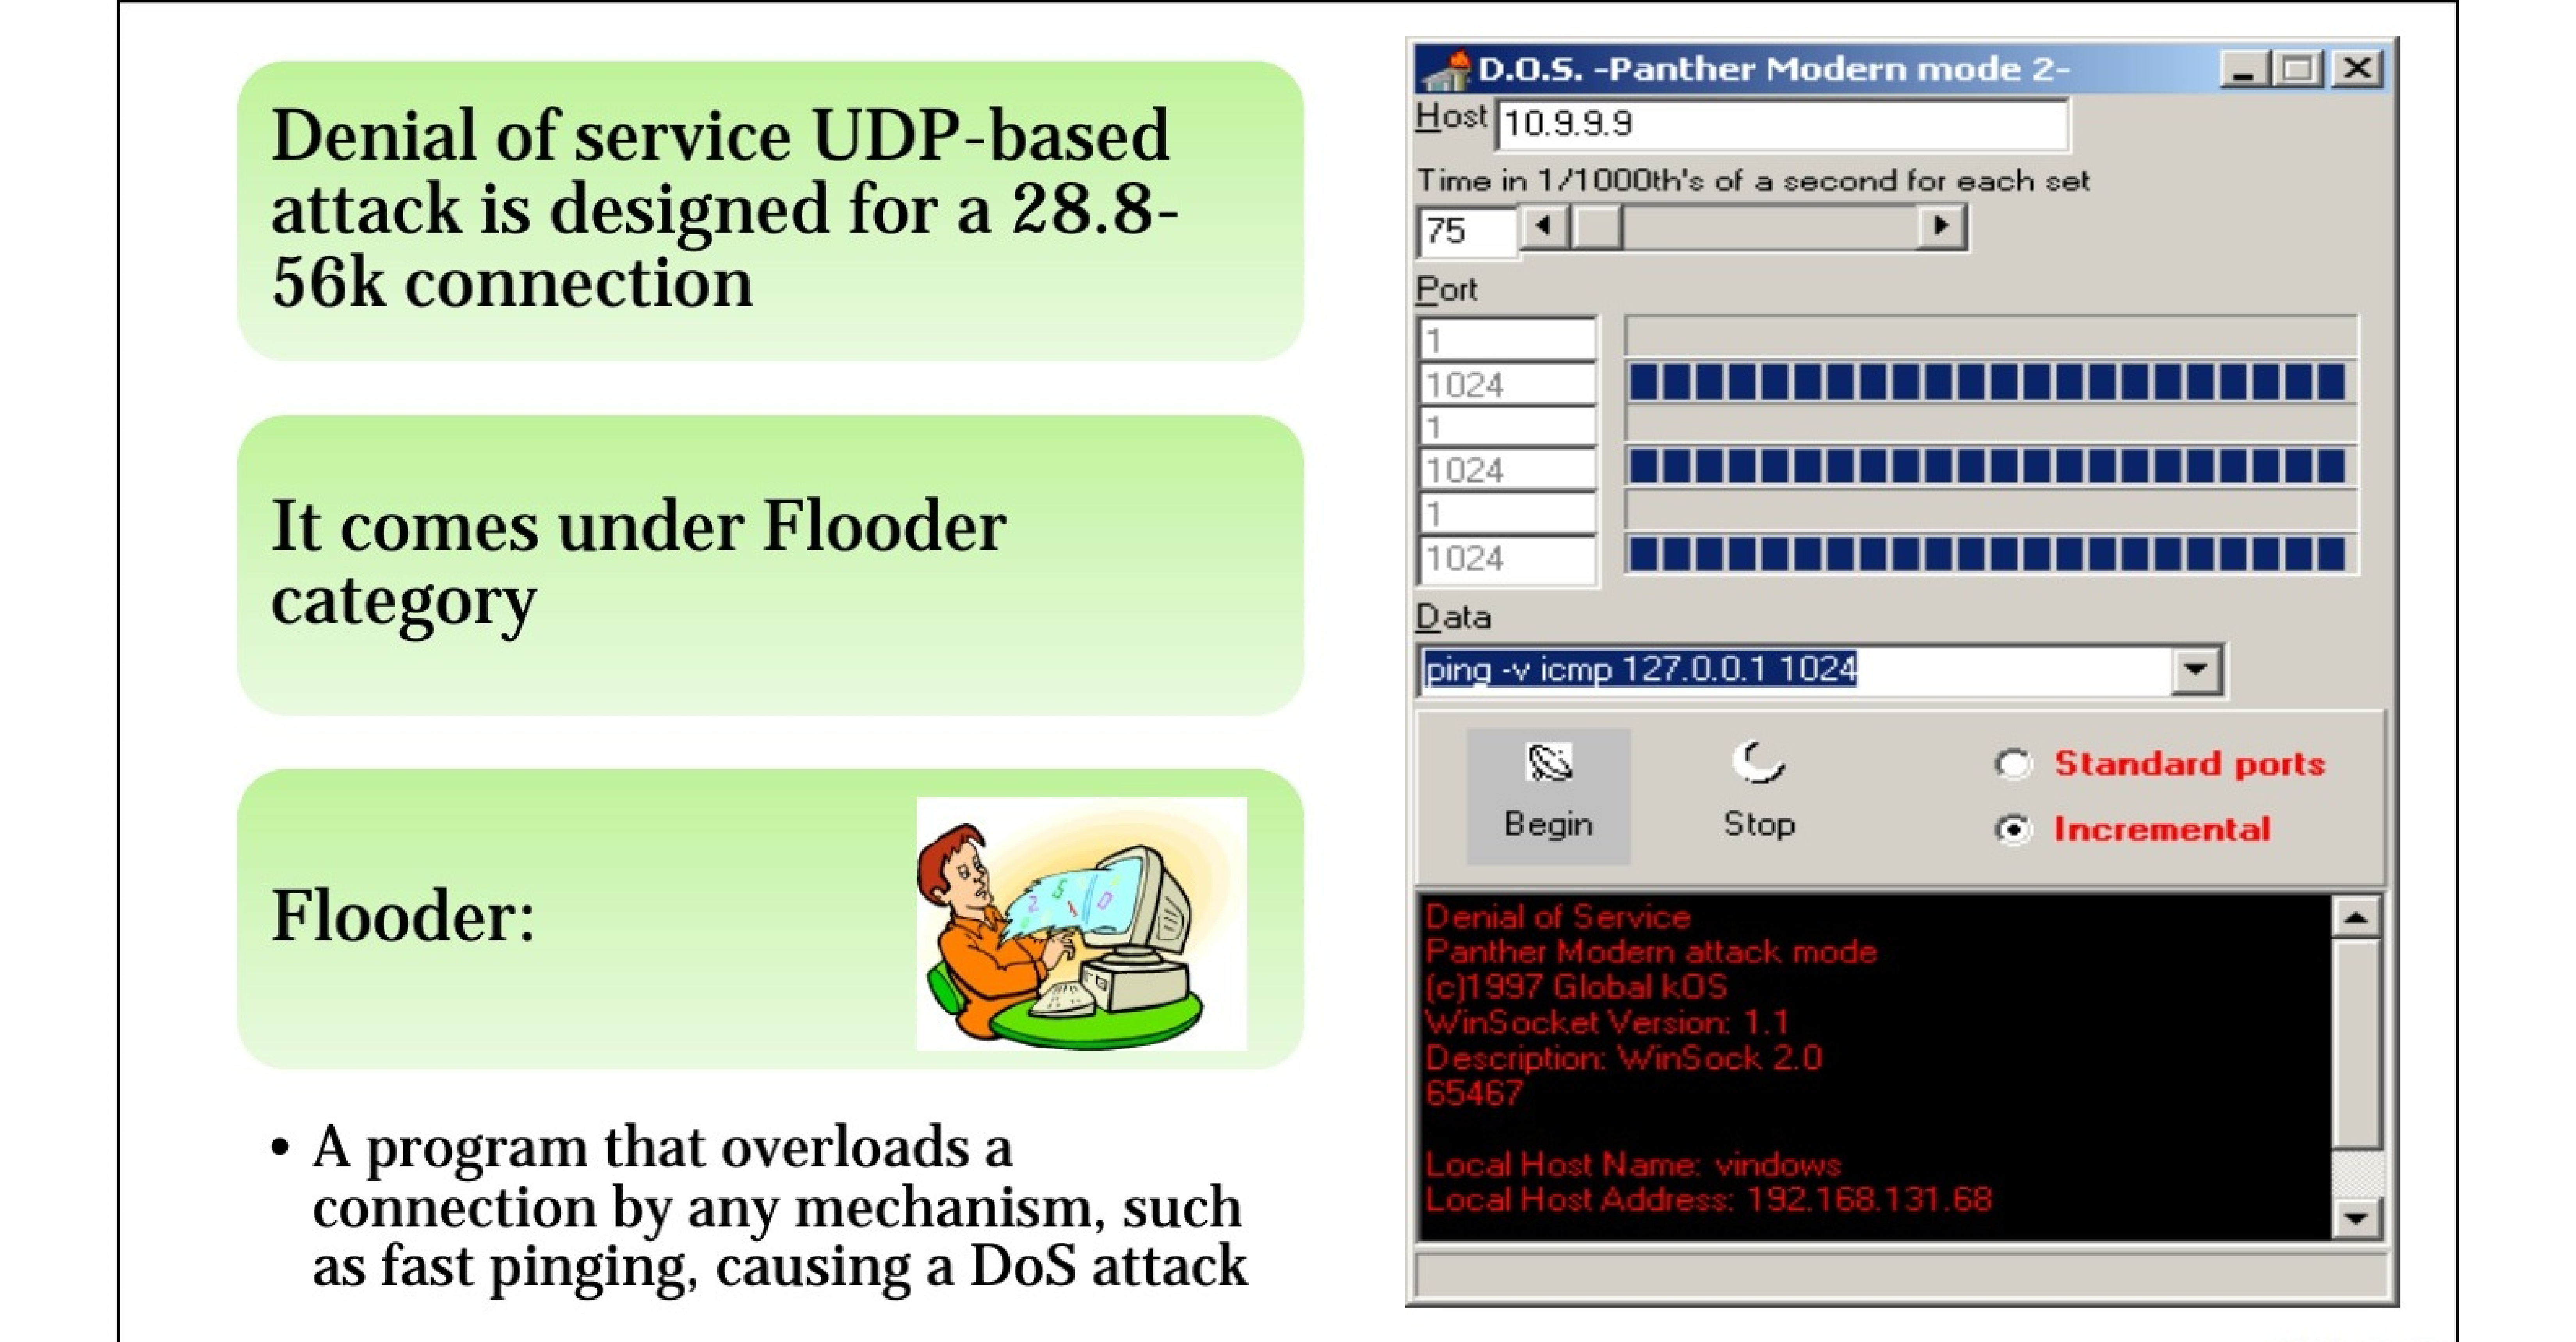 Denial of service UDP-based
attack is designed for a 28.8-
56k connection
It comes under Flooder
category
Flooder:
• A program that overloads a
connection by any mechanism, such
as fast pinging, causing a DoS attack
D.O.S. -Panther Modern mode 2-
Host 10.9.9.9
Time in 1/1000th's of a second for each set
75
Port
1
1024
1
1024
1
1024
Data
ping -v icmp 127.0.0.1 1024
Begin
Stop
Standard ports
Incremental
Denial of Service
Panther Modern attack mode
(c)1997 Global kOS
WinSocket Version: 1.1
Description: WinSock 2.0
65467
Local Host Name: vindows
Local Host Address: 192.168.131.68